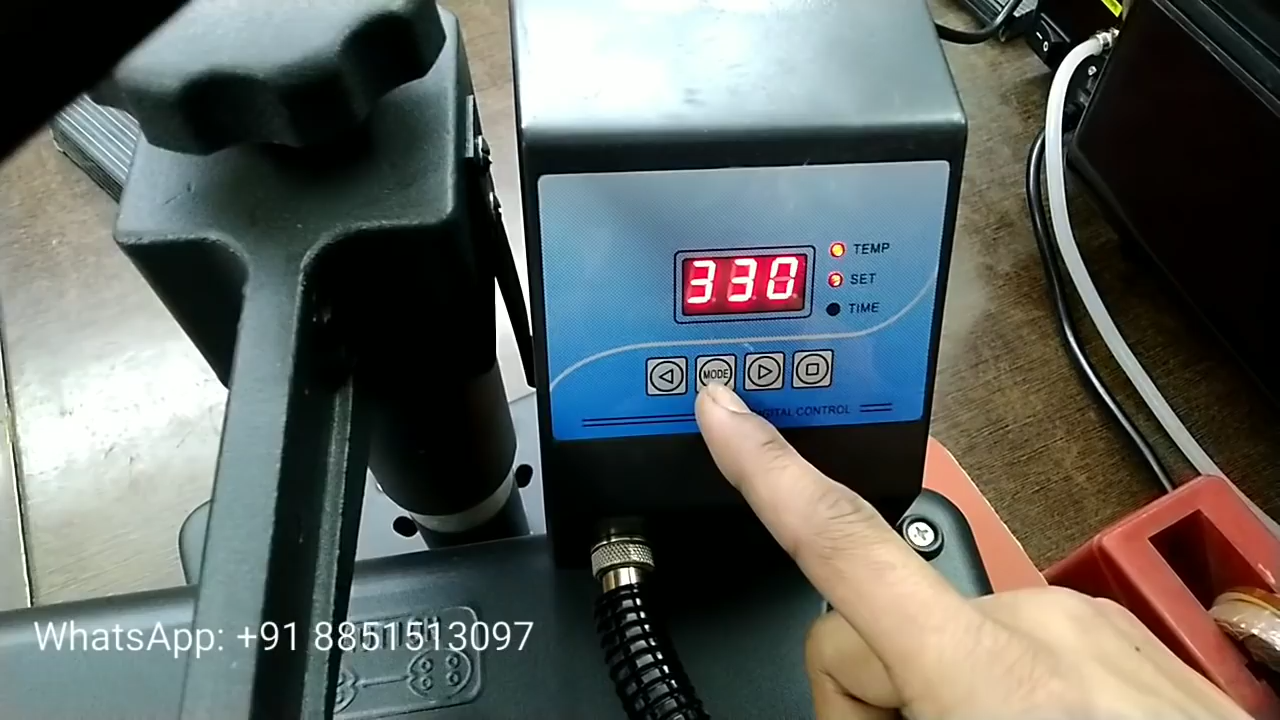 330
TEMP
SET
TIME
MODE
DIGITAL CONTROL
WhatsApp: +91 8851513097